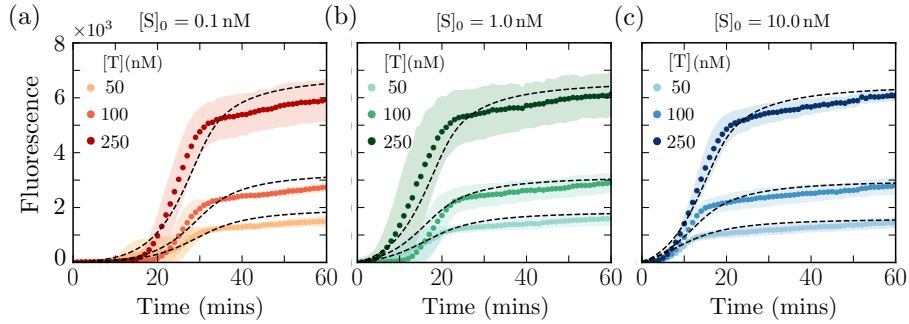 (a) [S]₀ = 0.1 nM
×10³
[T](nM)
50
100
250
Fluorescence
8
6
4
2
0
0 20 40 60
Time (mins)
(b) [S]₀ = 1.0 nM
[T](nM)
50
100
250
0 20 40 60
Time (mins)
(c) [S]₀ = 10.0 nM
[T](nM)
50
100
250
0 20 40 60
Time (mins)